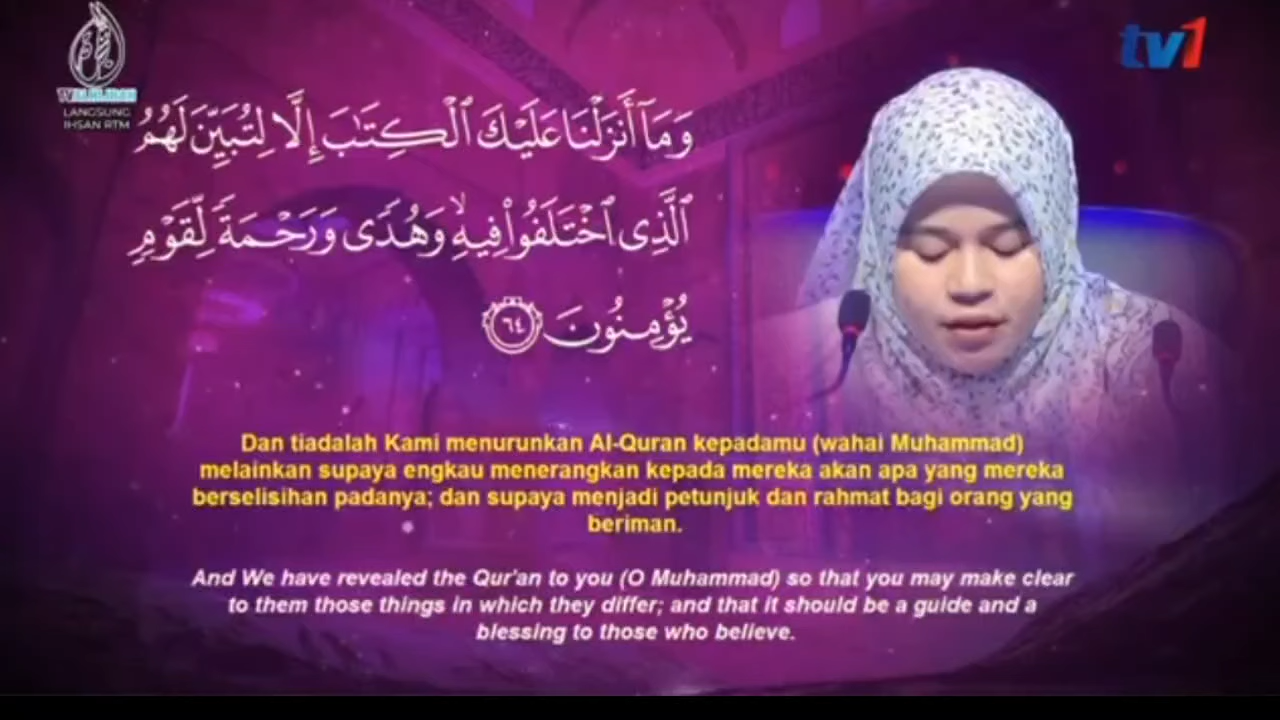 tv1
TVALHIJRAH
LANGSUNG
IHSAN RTM
وَمَآ أَنزَلْنَا عَلَيْكَ ٱلْكِتَٰبَ إِلَّا لِتُبَيِّنَ لَهُمُ
ٱلَّذِى ٱخْتَلَفُوا۟ فِيهِ ۙ وَهُدًى وَرَحْمَةً لِّقَوْمٍ
يُؤْمِنُونَ ٦٤
Dan tiadalah Kami menurunkan Al-Quran kepadamu (wahai Muhammad)
melainkan supaya engkau menerangkan kepada mereka akan apa yang mereka
berselisihan padanya; dan supaya menjadi petunjuk dan rahmat bagi orang yang
beriman.
And We have revealed the Qur'an to you (O Muhammad) so that you may make clear
to them those things in which they differ; and that it should be a guide and a
blessing to those who believe.